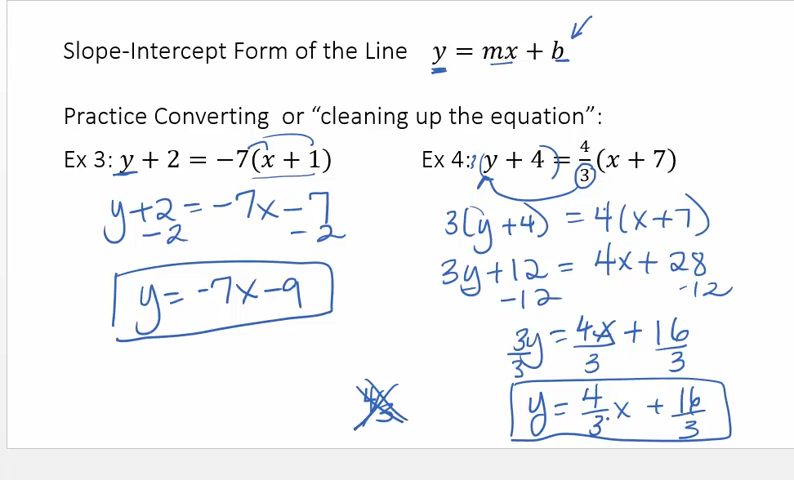 Slope-Intercept Form of the Line y = mx + b
Practice Converting or “cleaning up the equation”:
Ex 3: y + 2 = −7(x + 1)
y+2 = -7x - 7
-2 -2
y = -7x-9
Ex 4: 3(y + 4) = 4/3 (x + 7)
3(y+4) = 4(x+7)
3y+12 = 4x+28
-12 -12
3y/3 = 4x/3 + 16/3
y = 4/3 x + 16/3